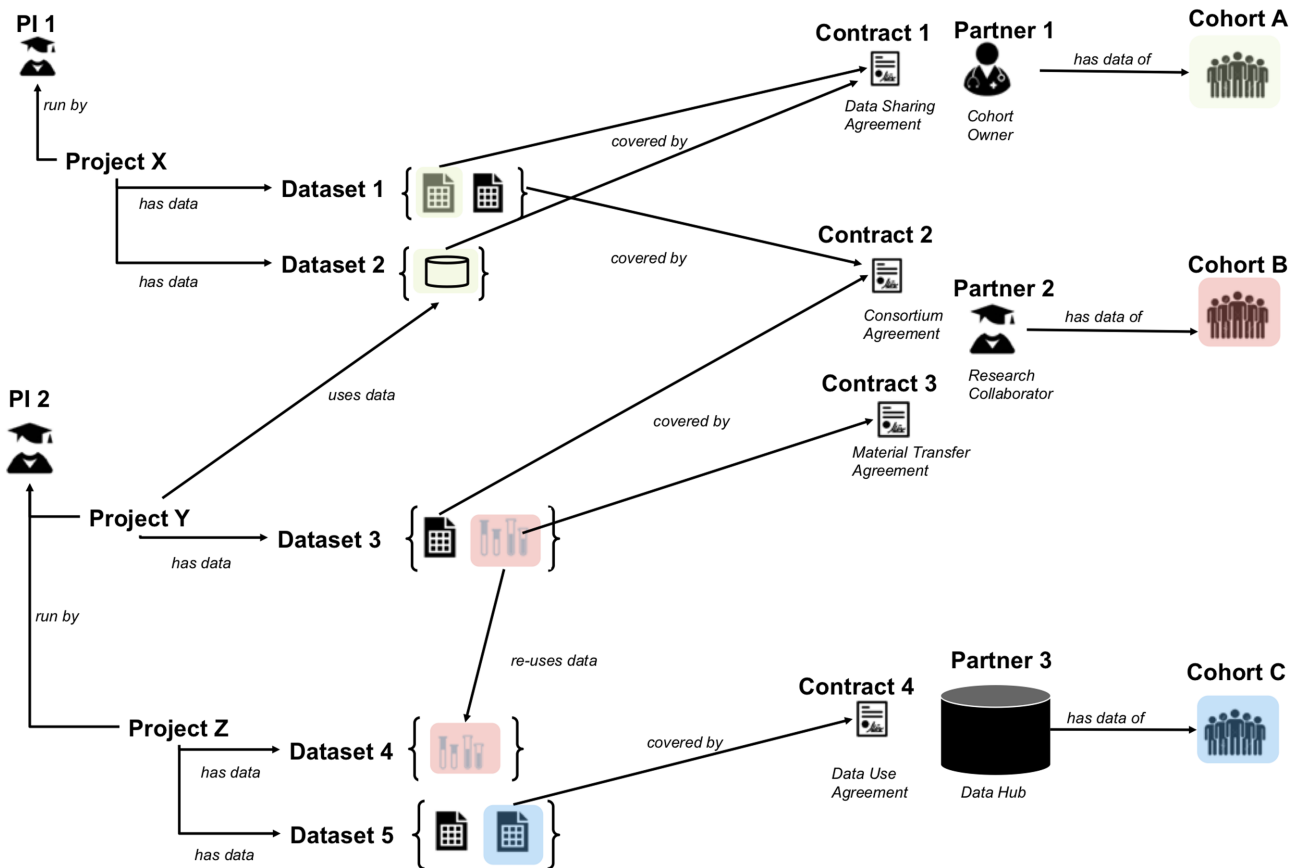 PI 1
run by
Project X
has data
has data
Dataset 1
Dataset 2
covered by
covered by
Contract 1
Data Sharing
Agreement
Partner 1
Cohort
Owner
has data of
Cohort A
Contract 2
Consortium
Agreement
Partner 2
Research
Collaborator
has data of
Cohort B
uses data
PI 2
run by
Project Y
has data
Dataset 3
covered by
Contract 3
Material Transfer
Agreement
re-uses data
Project Z
has data
has data
Dataset 4
Dataset 5
covered by
Contract 4
Data Use
Agreement
Partner 3
Data Hub
has data of
Cohort C